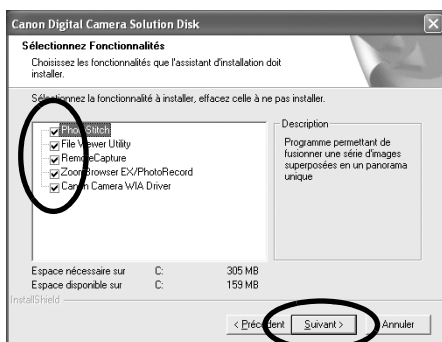 Canon Digital Camera Solution Disk
Sélectionnez Fonctionnalités
Choisissez les fonctionnalités que l'assistant d'installation doit
installer.
Sélectionnez la fonctionnalité à installer, effacez celle à ne pas installer.
PhotoStitch
File Viewer Utility
RemoteCapture
ZoomBrowser EX/PhotoRecord
Canon Camera WIA Driver
Description
Programme permettant de
fusionner une série d'images
superposées en un panorama
unique
Espace nécessaire sur C: 305 MB
Espace disponible sur C: 159 MB
InstallShield
< Précédent Suivant > Annuler